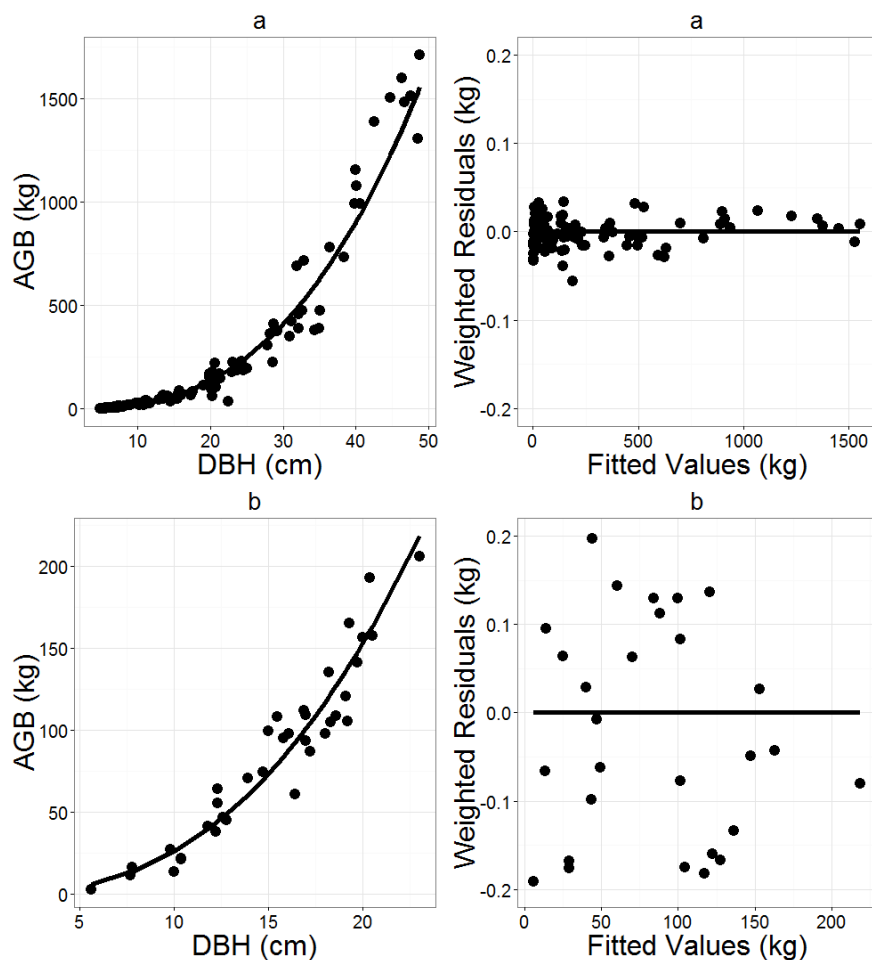 a
AGB (kg)
1500
1000
500
0
10 20 30 40 50
DBH (cm)
a
Weighted Residuals (kg)
0.2
0.1
0.0
-0.1
-0.2
0 500 1000 1500
Fitted Values (kg)
b
AGB (kg)
200
150
100
50
0
5 10 15 20
DBH (cm)
b
Weighted Residuals (kg)
0.2
0.1
0.0
-0.1
-0.2
0 50 100 150 200
Fitted Values (kg)